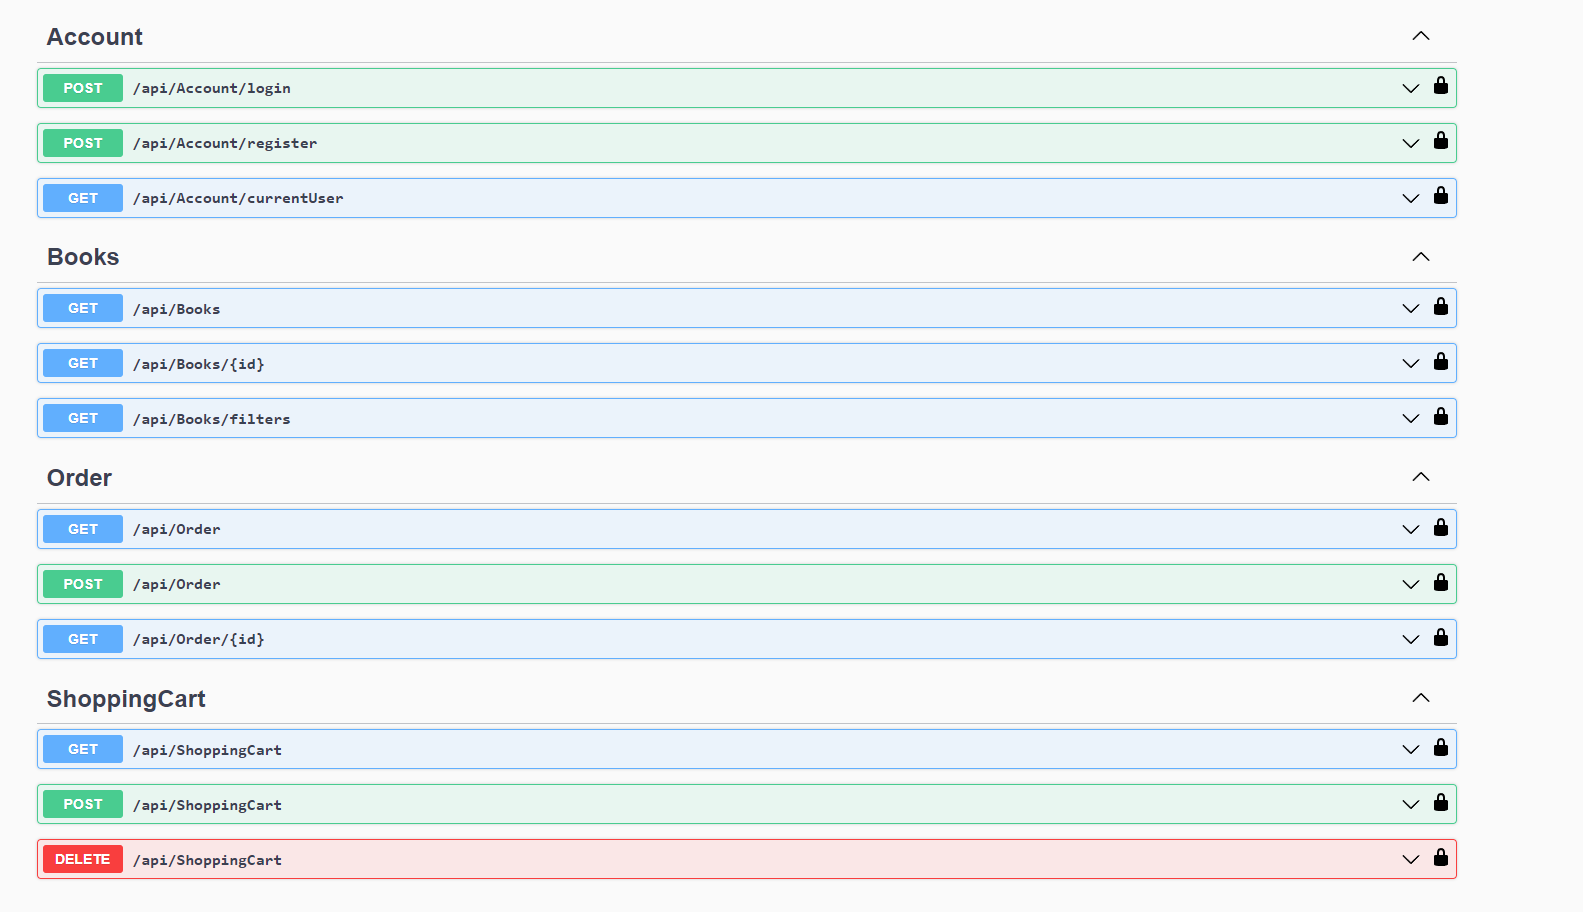 Account
POST /api/Account/login
POST /api/Account/register
GET /api/Account/currentUser
Books
GET /api/Books
GET /api/Books/{id}
GET /api/Books/filters
Order
GET /api/Order
POST /api/Order
GET /api/Order/{id}
ShoppingCart
GET /api/ShoppingCart
POST /api/ShoppingCart
DELETE /api/ShoppingCart